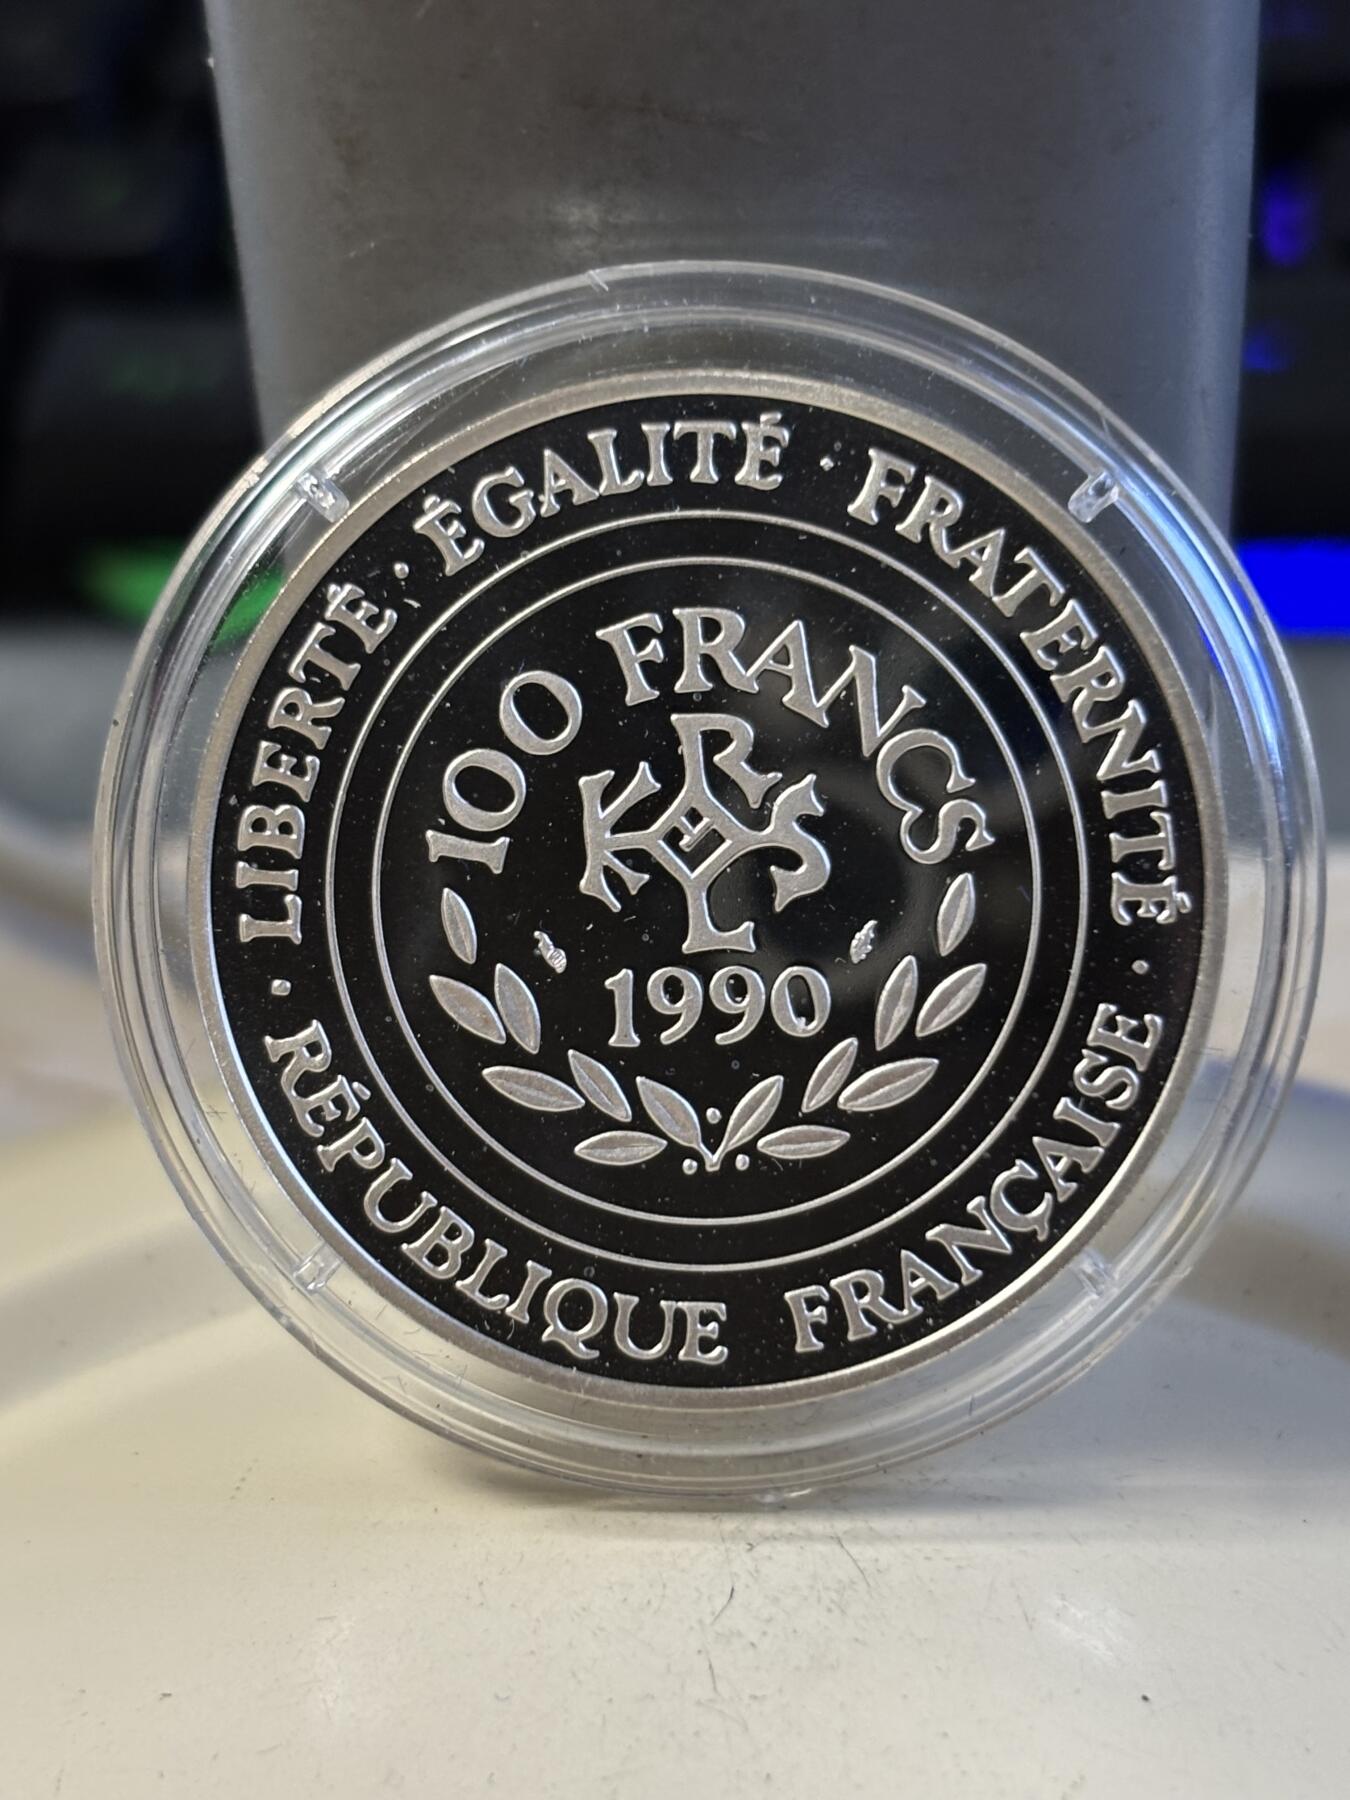 LIBERTÉ · ÉGALITÉ · FRATERNITÉ ·
RÉPUBLIQUE FRANÇAISE
100 FRANCS
R
K S
L
1990